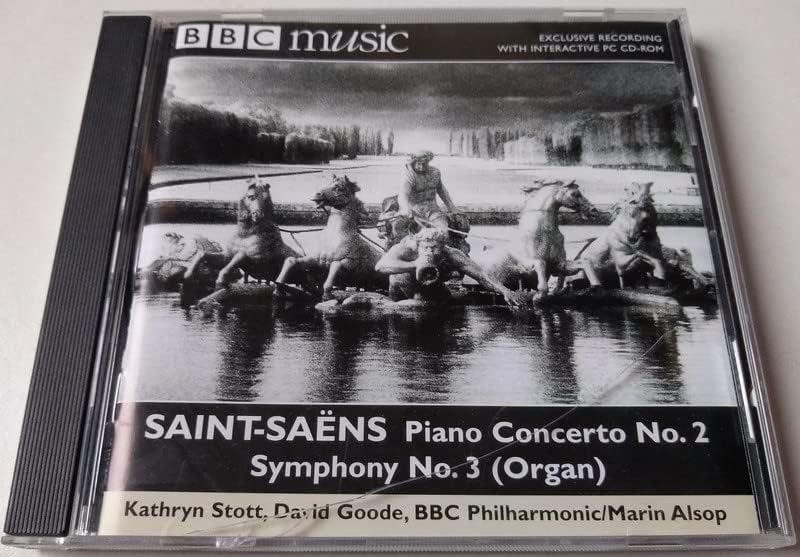 BBC music
EXCLUSIVE RECORDING
WITH INTERACTIVE PC CD-ROM
SAINT-SAËNS Piano Concerto No. 2
Symphony No. 3 (Organ)
Kathryn Stott, David Goode, BBC Philharmonic/Marin Alsop